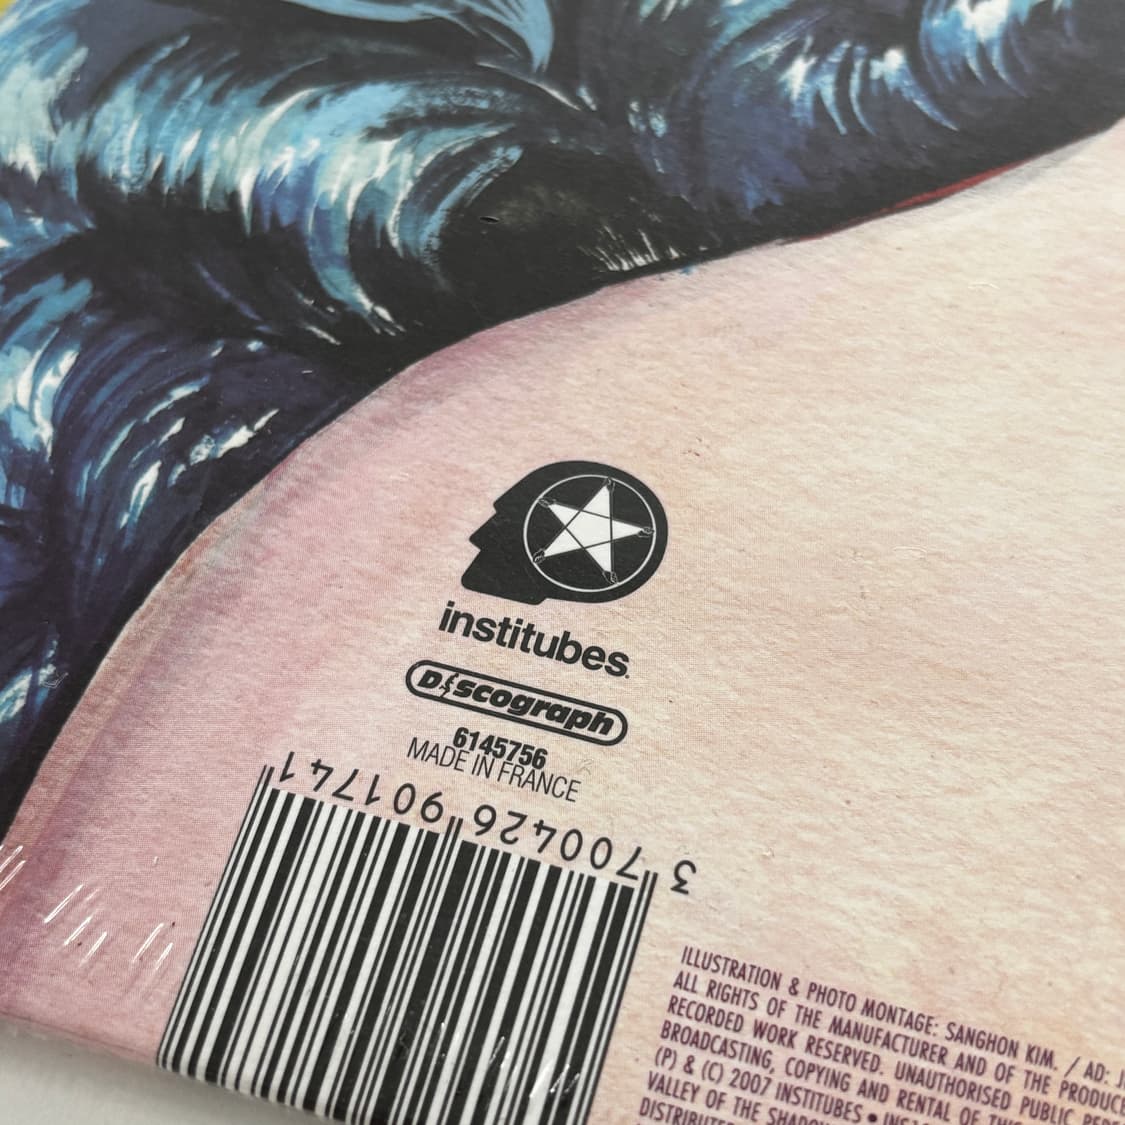 institubes.
Discograph
6145756
MADE IN FRANCE
3 700426 901741
ILLUSTRATION & PHOTO MONTAGE: SANGHON KIM. / AD:
ALL RIGHTS OF THE MANUFACTURER AND OF THE
RECORDED WORK RESERVED. UNAUTHORISED PUBLIC
BROADCASTING, COPYING AND RENTAL OF
(P) & (C) 2007 INSTITUBES •
VALLEY OF THE